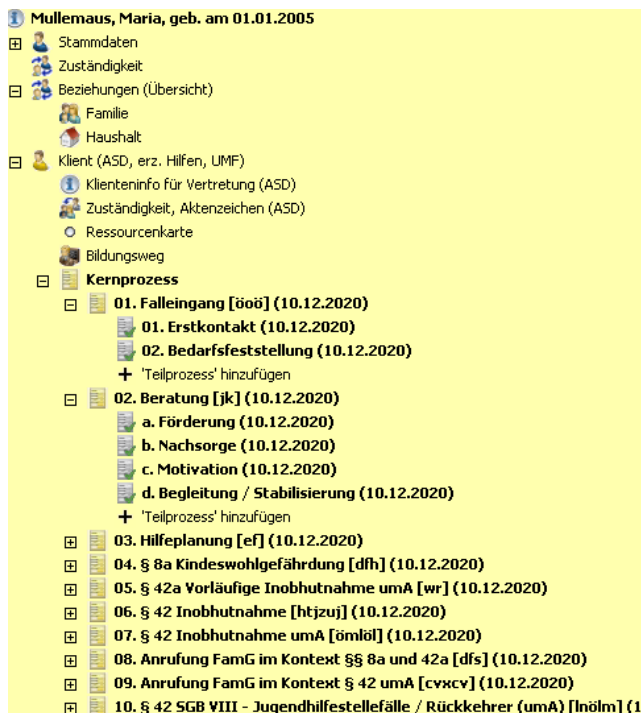 Mullemaus, Maria, geb. am 01.01.2005
Stammdaten
Zuständigkeit
Beziehungen (Übersicht)
Familie
Haushalt
Klient (ASD, erz. Hilfen, UMF)
Klienteninfo für Vertretung (ASD)
Zuständigkeit, Aktenzeichen (ASD)
Ressourcenkarte
Bildungsweg
Kernprozess
01. Falleingang [öoö] (10.12.2020)
01. Erstkontakt (10.12.2020)
02. Bedarfsfeststellung (10.12.2020)
+ 'Teilprozess' hinzufügen
02. Beratung [jk] (10.12.2020)
a. Förderung (10.12.2020)
b. Nachsorge (10.12.2020)
c. Motivation (10.12.2020)
d. Begleitung / Stabilisierung (10.12.2020)
+ 'Teilprozess' hinzufügen
03. Hilfeplanung [ef] (10.12.2020)
04. § 8a Kindeswohlgefährdung [dfh] (10.12.2020)
05. § 42a Vorläufige Inobhutnahme umA [wr] (10.12.2020)
06. § 42 Inobhutnahme [htjzuj] (10.12.2020)
07. § 42 Inobhutnahme umA [ömlöl] (10.12.2020)
08. Anrufung FamG im Kontext §§ 8a und 42a [dfs] (10.12.2020)
09. Anrufung FamG im Kontext § 42 umA [cvxcv] (10.12.2020)
10. § 42 SGB VIII - Jugendhilfestellefälle / Rückkehrer (umA) [lnölm] (1